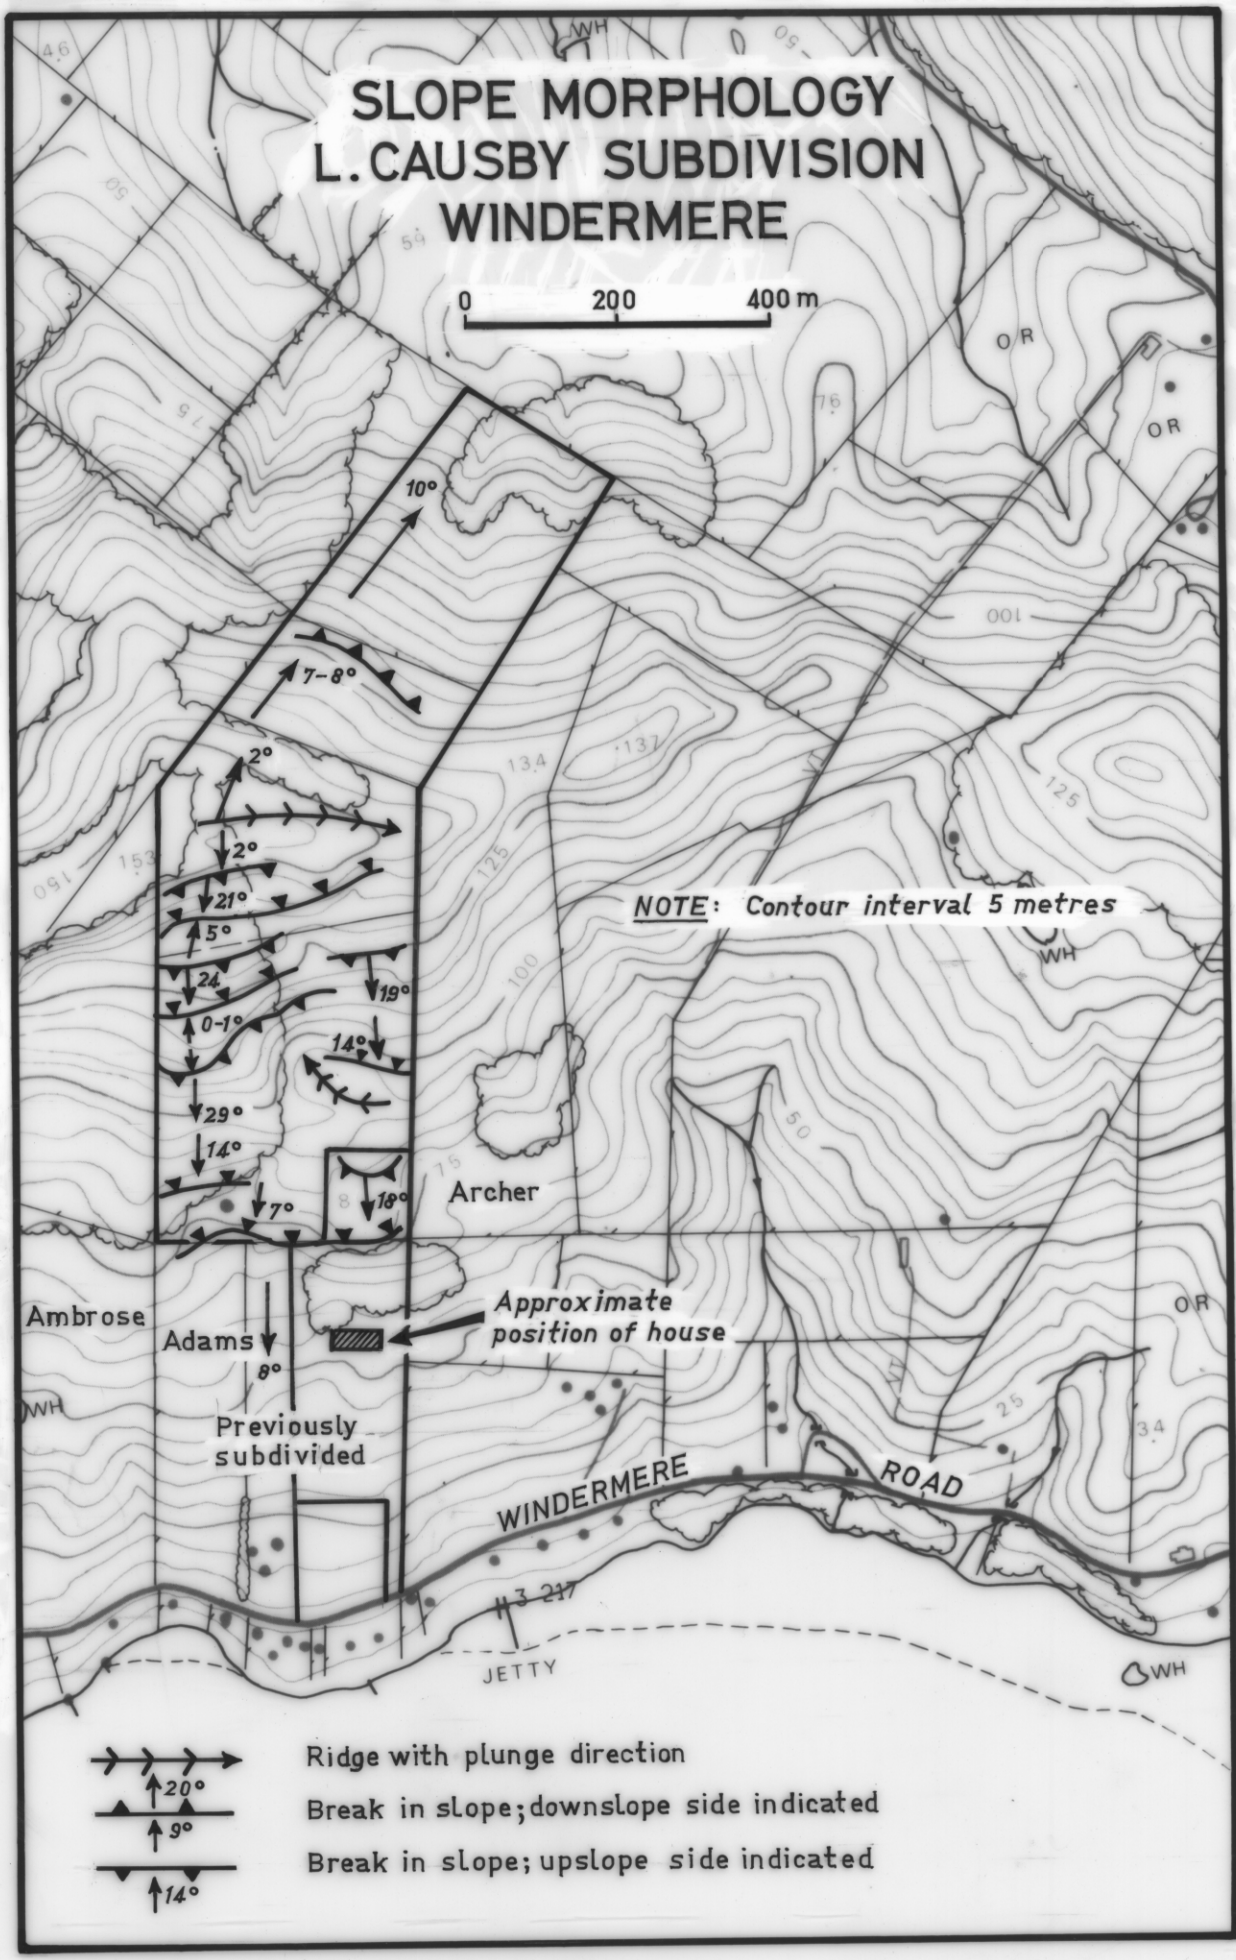 46
WH
50
SLOPE MORPHOLOGY
L. CAUSBY SUBDIVISION
WINDERMERE
50
59
0 200 400 m
OR
75
76
OR
10°
100
7-8°
137
134
2°
125
125
153
150
2°
21°
NOTE: Contour interval 5 metres
5°
WH
100
24
19°
0-1°
14°
29°
50
14°
75
Archer
8
18°
7°
Ambrose
Adams
Approximate
position of house
OR
8°
WH
25
34
Previously
subdivided
WINDERMERE ROAD
3 217
JETTY
WH
Ridge with plunge direction
20°
Break in slope; downslope side indicated
9°
Break in slope; upslope side indicated
14°